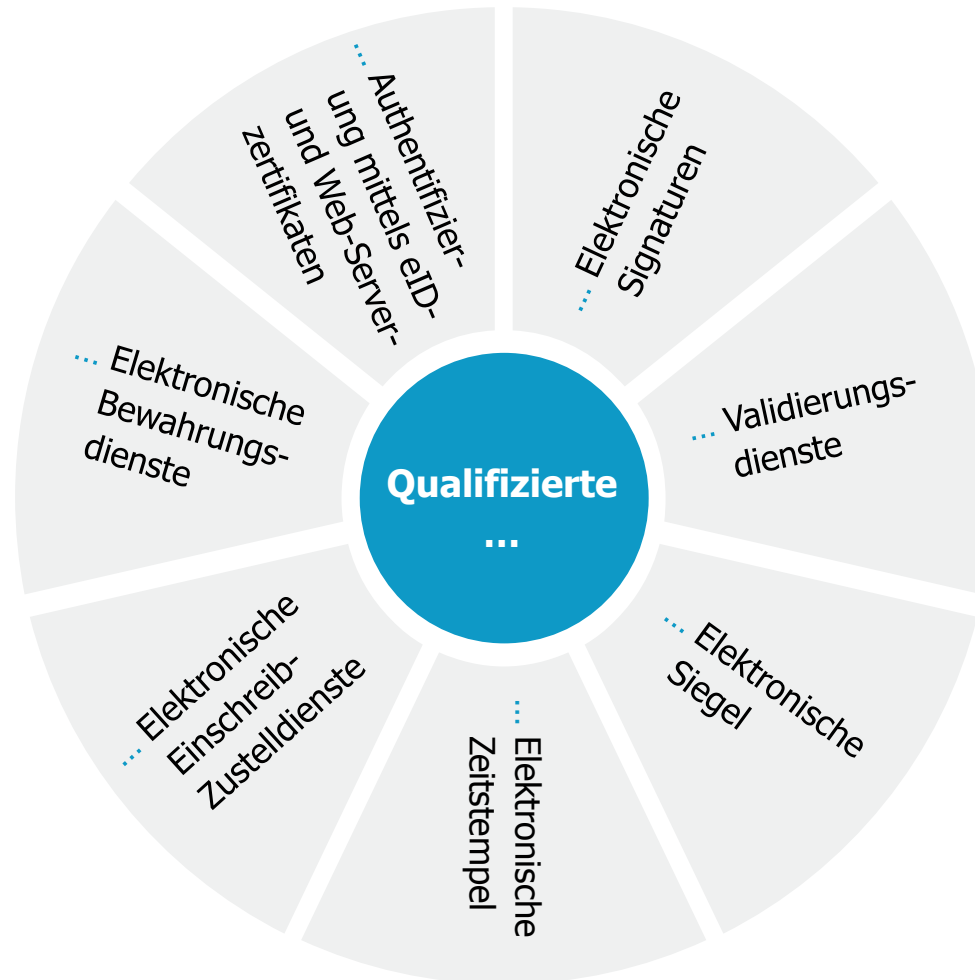 Qualifizierte
...
... Elektronische
Signaturen
... Validierungs-
dienste
... Elektronische
Siegel
... Elektronische
Zeitstempel
... Elektronische
Einschreib-
Zustelldienste
... Elektronische
Bewahrungs-
dienste
... Authentifizier-
ung mittels eID-
und Web-Server-
zertifikaten